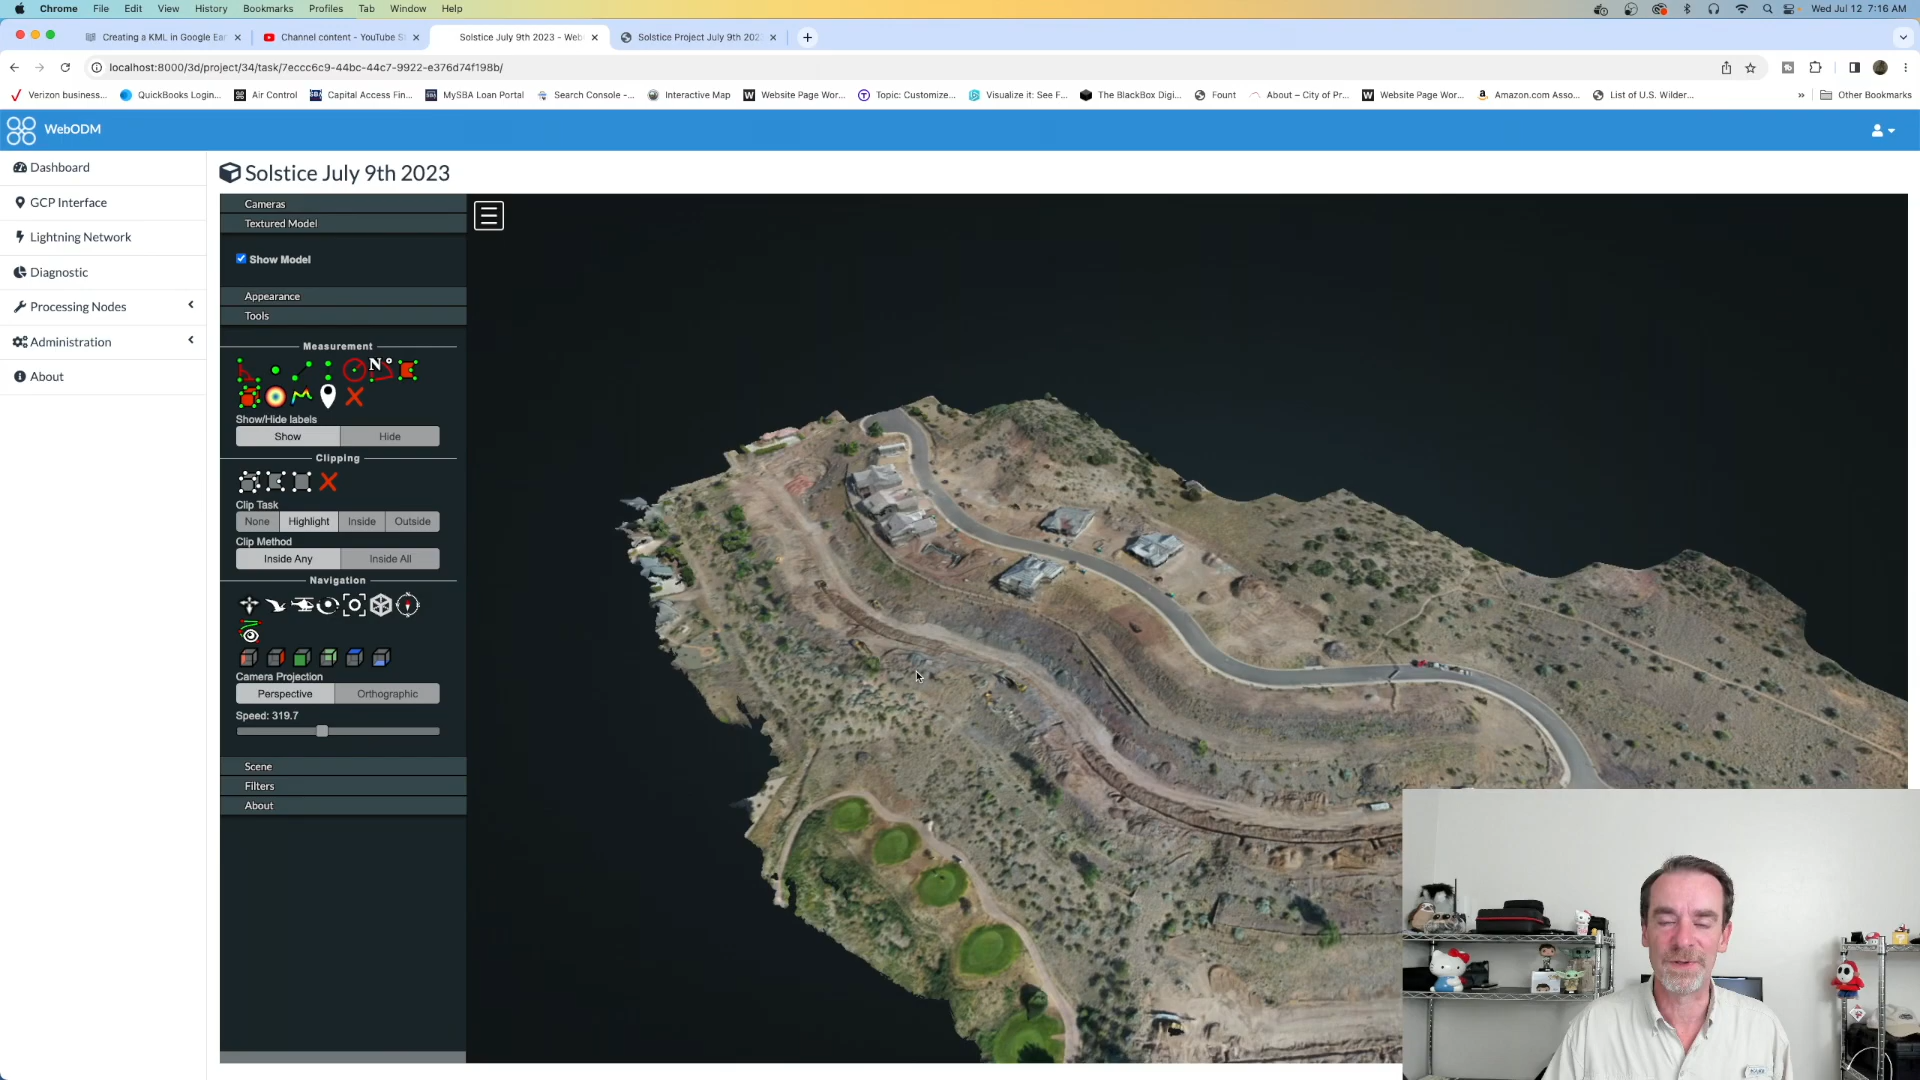 Chrome File Edit View History Bookmarks Profiles Tab Window Help Wed Jul 12 7:16 AM
Creating a KML in Google Ear Channel content - YouTube S Solstice July 9th 2023 - Web Solstice Project July 9th 202
localhost:8000/3d/project/34/task/7eccc6c9-44bc-44c7-9922-e376d74f198b/
Verizon business... QuickBooks Login... Air Control Capital Access Fin... MySBA Loan Portal Search Console -... Interactive Map Website Page Wor... Topic: Customize... Visualize it: See F... The BlackBox Digi... Fount About – City of Pr... Website Page Wor... Amazon.com Asso... List of U.S. Wilder... » Other Bookmarks
WebODM
Dashboard
GCP Interface
Lightning Network
Diagnostic
Processing Nodes
Administration
About
Solstice July 9th 2023
Cameras
Textured Model
Show Model
Appearance
Tools
Measurement
N°
Show/Hide labels
Show Hide
Clipping
Clip Task
None Highlight Inside Outside
Clip Method
Inside Any Inside All
Navigation
Camera Projection
Perspective Orthographic
Speed: 319.7
Scene
Filters
About